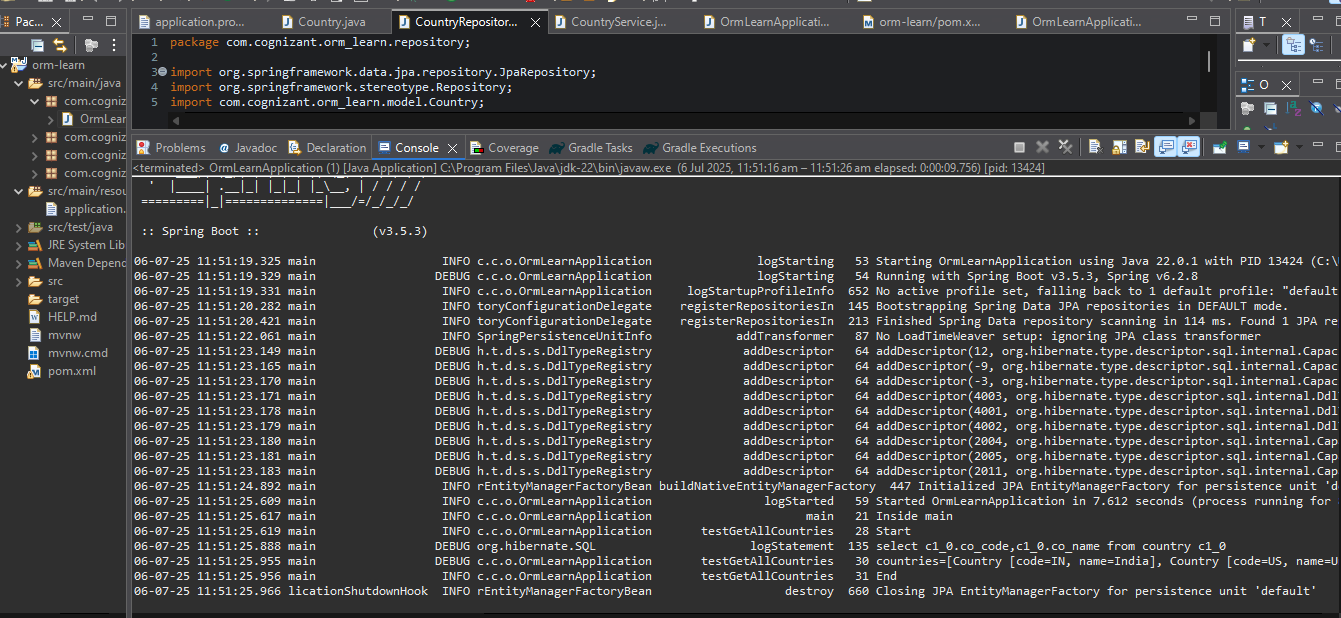 Pac...
application.pro...
Country.java
CountryRepositor...
CountryService.j...
OrmLearnApplicati...
orm-learn/pom.x...
OrmLearnApplicati...
T
orm-learn
src/main/java
com.cogniz
OrmLear
com.cogniz
com.cogniz
com.cogniz
src/main/resou
application.
src/test/java
JRE System Lib
Maven Depend
src
target
HELP.md
mvnw
mvnw.cmd
pom.xml
1 package com.cognizant.orm_learn.repository;
2
3 import org.springframework.data.jpa.repository.JpaRepository;
4 import org.springframework.stereotype.Repository;
5 import com.cognizant.orm_learn.model.Country;
O
Problems Javadoc Declaration Console Coverage Gradle Tasks Gradle Executions
<terminated> OrmLearnApplication (1) [Java Application] C:\Program Files\Java\jdk-22\bin\javaw.exe (6 Jul 2025, 11:51:16 am – 11:51:26 am elapsed: 0:00:09.756) [pid: 13424]
' |____| .__|_| |_|_| |_\__, | / / / /
=========|_|==============|___/=/_/_/_/
:: Spring Boot :: (v3.5.3)
06-07-25 11:51:19.325 main INFO c.c.o.OrmLearnApplication logStarting 53 Starting OrmLearnApplication using Java 22.0.1 with PID 13424 (C:\
06-07-25 11:51:19.329 main DEBUG c.c.o.OrmLearnApplication logStarting 54 Running with Spring Boot v3.5.3, Spring v6.2.8
06-07-25 11:51:19.331 main INFO c.c.o.OrmLearnApplication logStartupProfileInfo 652 No active profile set, falling back to 1 default profile: "default
06-07-25 11:51:20.282 main INFO toryConfigurationDelegate registerRepositoriesIn 145 Bootstrapping Spring Data JPA repositories in DEFAULT mode.
06-07-25 11:51:20.421 main INFO toryConfigurationDelegate registerRepositoriesIn 213 Finished Spring Data repository scanning in 114 ms. Found 1 JPA re
06-07-25 11:51:22.061 main INFO SpringPersistenceUnitInfo addTransformer 87 No LoadTimeWeaver setup: ignoring JPA class transformer
06-07-25 11:51:23.149 main DEBUG h.t.d.s.s.DdlTypeRegistry addDescriptor 64 addDescriptor(12, org.hibernate.type.descriptor.sql.internal.Capac
06-07-25 11:51:23.165 main DEBUG h.t.d.s.s.DdlTypeRegistry addDescriptor 64 addDescriptor(-9, org.hibernate.type.descriptor.sql.internal.Capac
06-07-25 11:51:23.170 main DEBUG h.t.d.s.s.DdlTypeRegistry addDescriptor 64 addDescriptor(-3, org.hibernate.type.descriptor.sql.internal.Capac
06-07-25 11:51:23.171 main DEBUG h.t.d.s.s.DdlTypeRegistry addDescriptor 64 addDescriptor(4003, org.hibernate.type.descriptor.sql.internal.Ddl
06-07-25 11:51:23.178 main DEBUG h.t.d.s.s.DdlTypeRegistry addDescriptor 64 addDescriptor(4001, org.hibernate.type.descriptor.sql.internal.Ddl
06-07-25 11:51:23.179 main DEBUG h.t.d.s.s.DdlTypeRegistry addDescriptor 64 addDescriptor(4002, org.hibernate.type.descriptor.sql.internal.Ddl
06-07-25 11:51:23.180 main DEBUG h.t.d.s.s.DdlTypeRegistry addDescriptor 64 addDescriptor(2004, org.hibernate.type.descriptor.sql.internal.Cap
06-07-25 11:51:23.181 main DEBUG h.t.d.s.s.DdlTypeRegistry addDescriptor 64 addDescriptor(2005, org.hibernate.type.descriptor.sql.internal.Cap
06-07-25 11:51:23.183 main DEBUG h.t.d.s.s.DdlTypeRegistry addDescriptor 64 addDescriptor(2011, org.hibernate.type.descriptor.sql.internal.Cap
06-07-25 11:51:24.892 main INFO rEntityManagerFactoryBean buildNativeEntityManagerFactory 447 Initialized JPA EntityManagerFactory for persistence unit 'd
06-07-25 11:51:25.609 main INFO c.c.o.OrmLearnApplication logStarted 59 Started OrmLearnApplication in 7.612 seconds (process running for
06-07-25 11:51:25.617 main INFO c.c.o.OrmLearnApplication main 21 Inside main
06-07-25 11:51:25.619 main INFO c.c.o.OrmLearnApplication testGetAllCountries 28 Start
06-07-25 11:51:25.888 main DEBUG org.hibernate.SQL logStatement 135 select c1_0.co_code,c1_0.co_name from country c1_0
06-07-25 11:51:25.955 main DEBUG c.c.o.OrmLearnApplication testGetAllCountries 30 countries=[Country [code=IN, name=India], Country [code=US, name=U
06-07-25 11:51:25.956 main INFO c.c.o.OrmLearnApplication testGetAllCountries 31 End
06-07-25 11:51:25.966 licationShutdownHook INFO rEntityManagerFactoryBean destroy 660 Closing JPA EntityManagerFactory for persistence unit 'default'